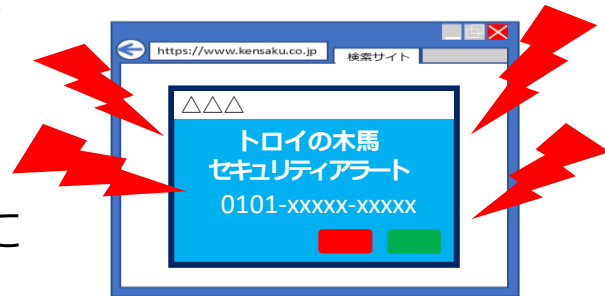 https://www.kensaku.co.jp
検索サイト
△△△
トロイの木馬
セキュリティアラート
0101-xxxxx-xxxxx
に